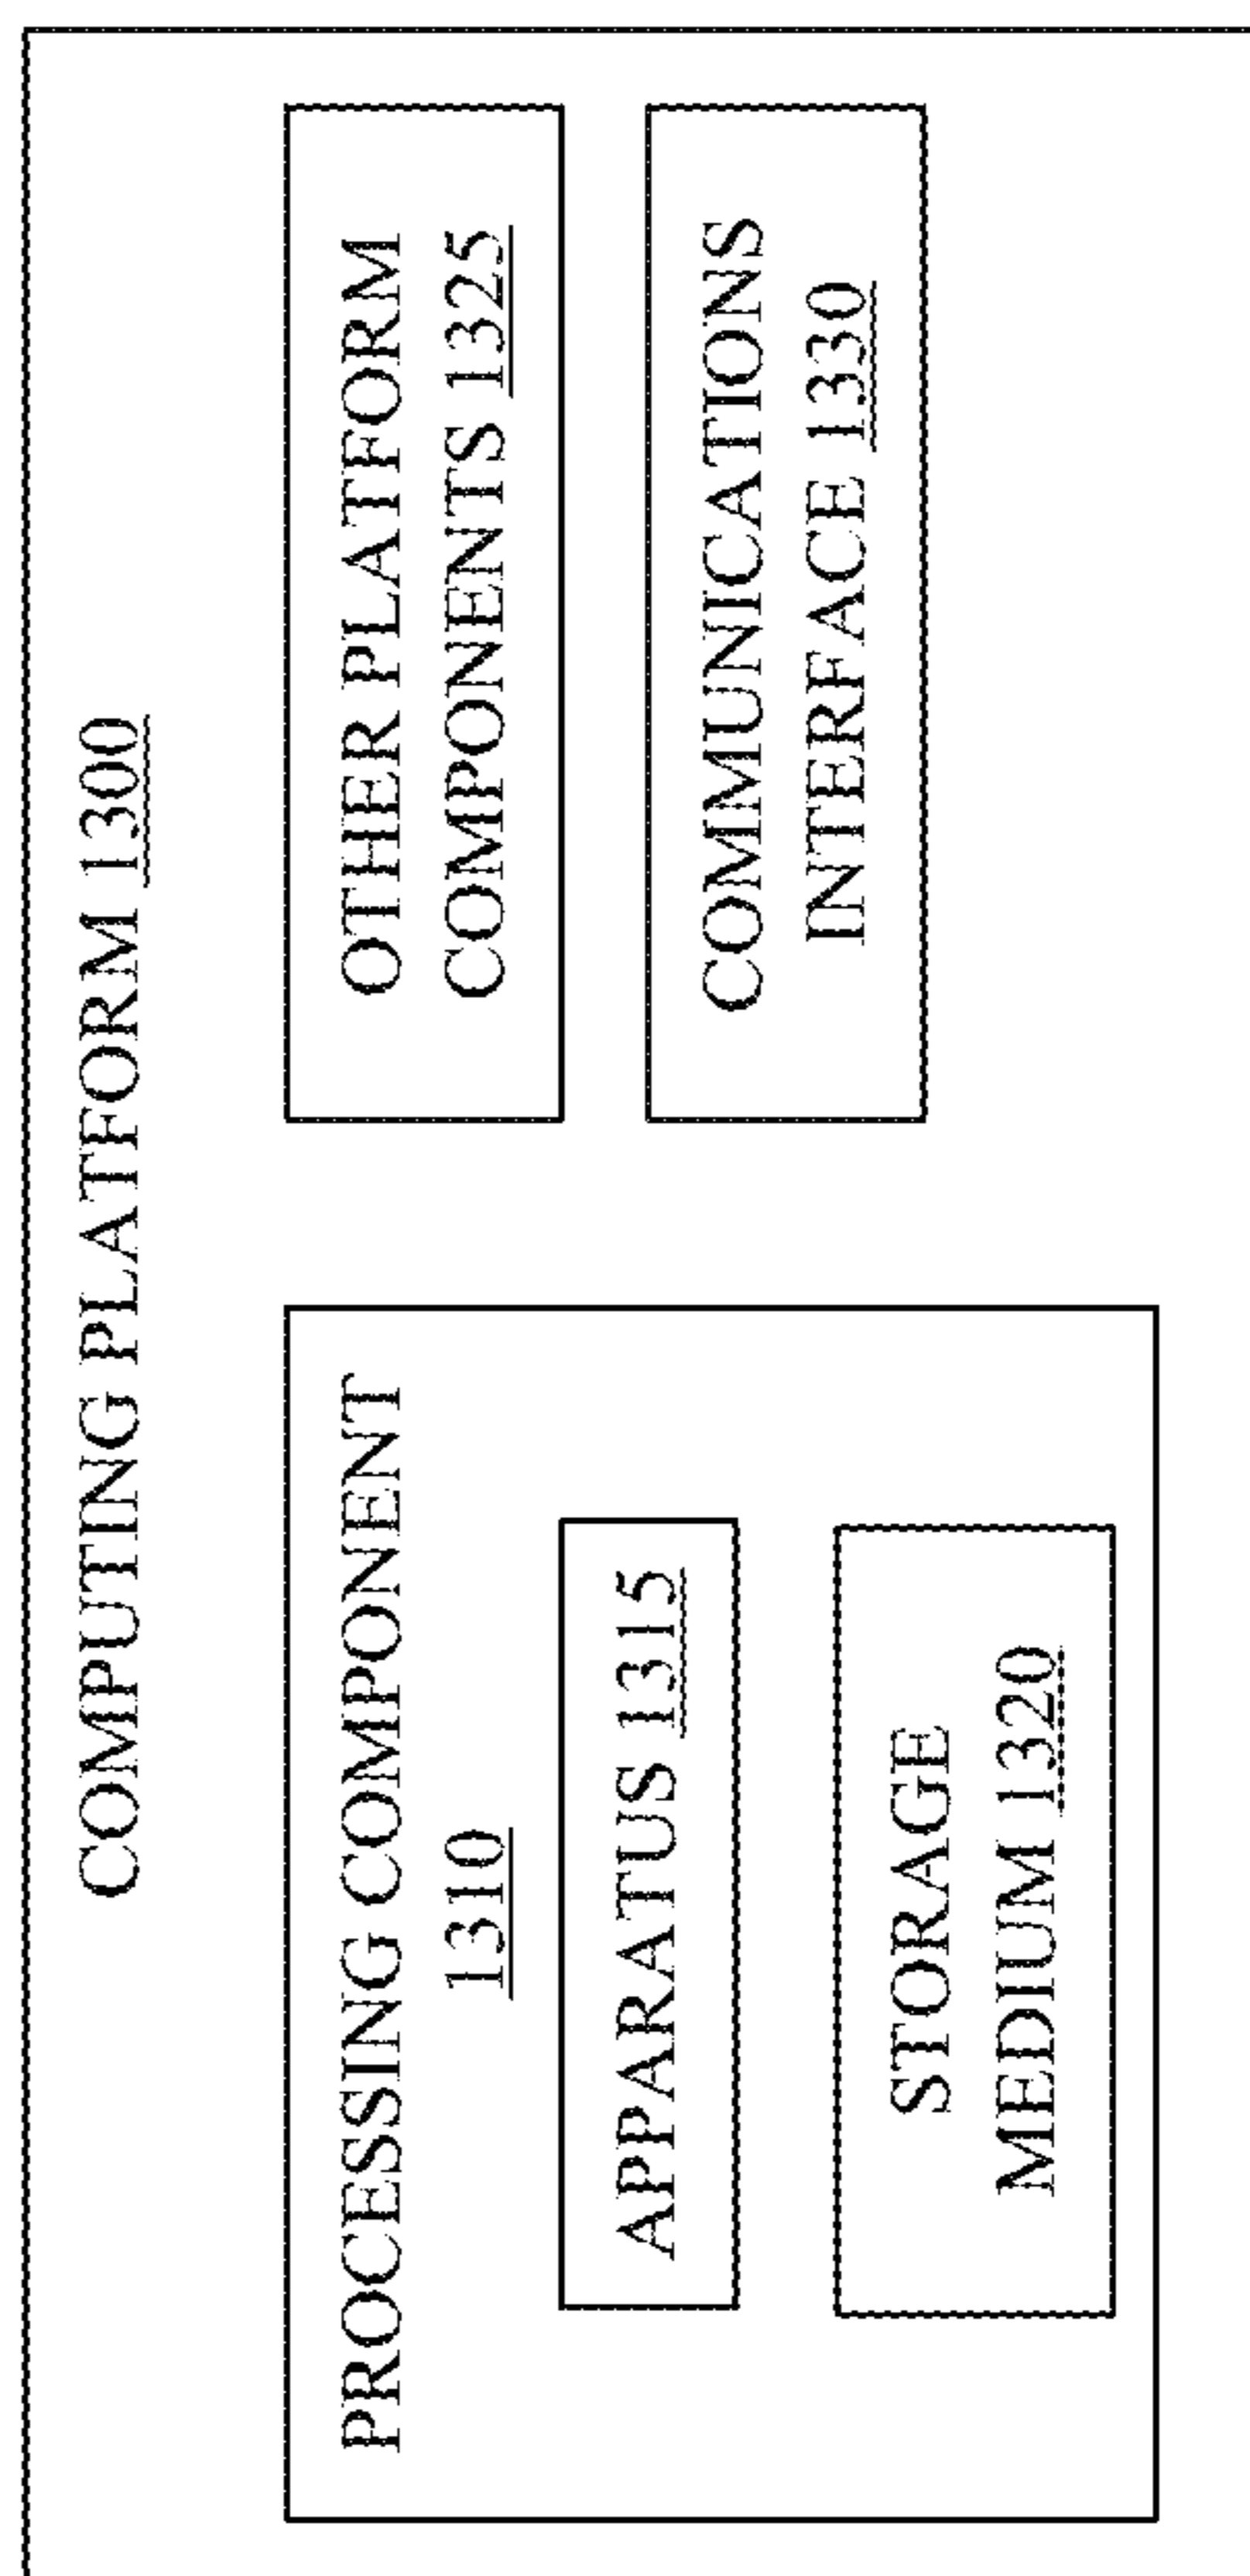 COMPUTING PLATFORM 1300
PROCESSING COMPONENT
1310
APPARATUS 1315
STORAGE
MEDIUM 1320
OTHER PLATFORM
COMPONENTS 1325
COMMUNICATIONS
INTERFACE 1330